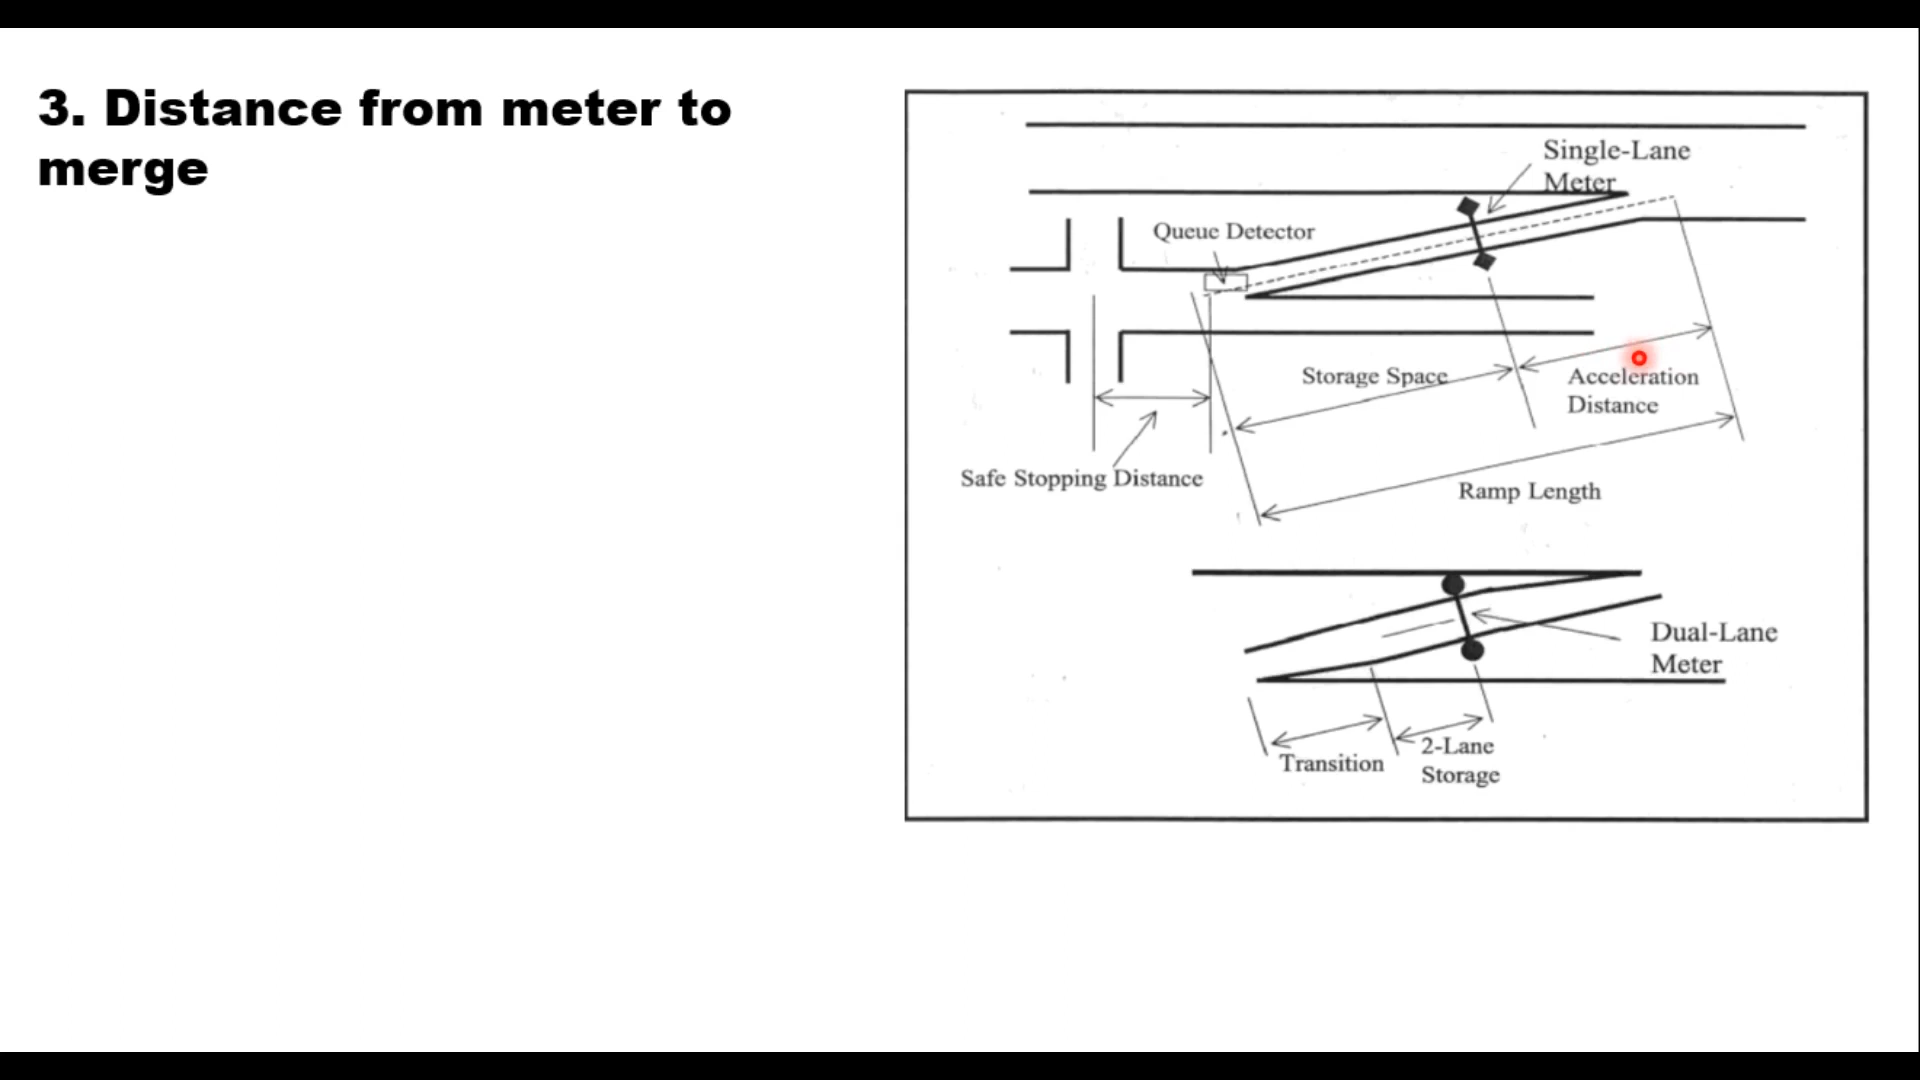 3. Distance from meter to
merge
Single-Lane
Meter
Queue Detector
Storage Space
Acceleration
Distance
Safe Stopping Distance
Ramp Length
Dual-Lane
Meter
2-Lane
Storage
Transition